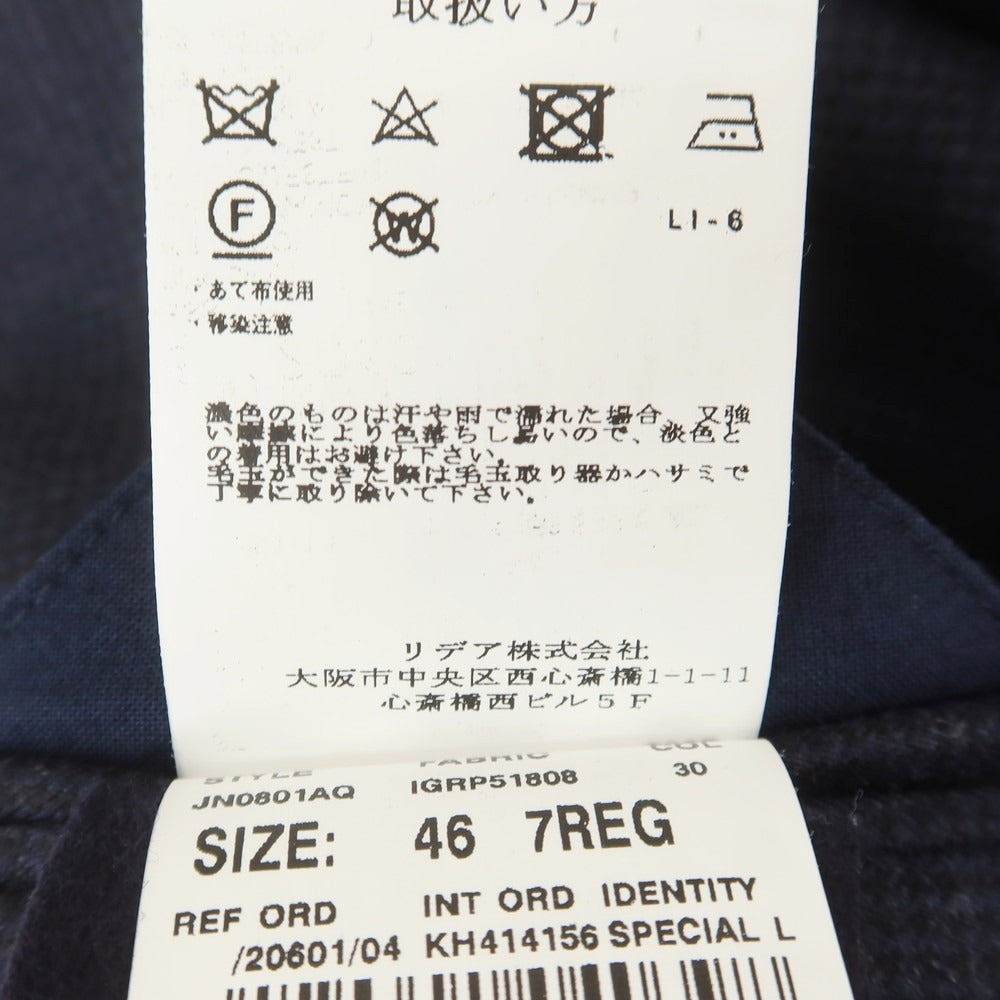 取扱い方
F W LI-6
・あて布使用
・移染注意
濃色のものは汗や雨で濡れた場合、又強
い摩擦により色落ちし易いので、淡色と
の着用はお避け下さい。
毛玉ができた際は毛玉取り器かハサミで
丁寧に取り除いて下さい。
リデア株式会社
大阪市中央区西心斎橋1-1-11
心斎橋西ビル5F
STYLE FABRIC COL
JN0801AQ IGRP51808 30
SIZE: 46 7REG
REF ORD INT ORD IDENTITY
/20601/04 KH414156 SPECIAL L